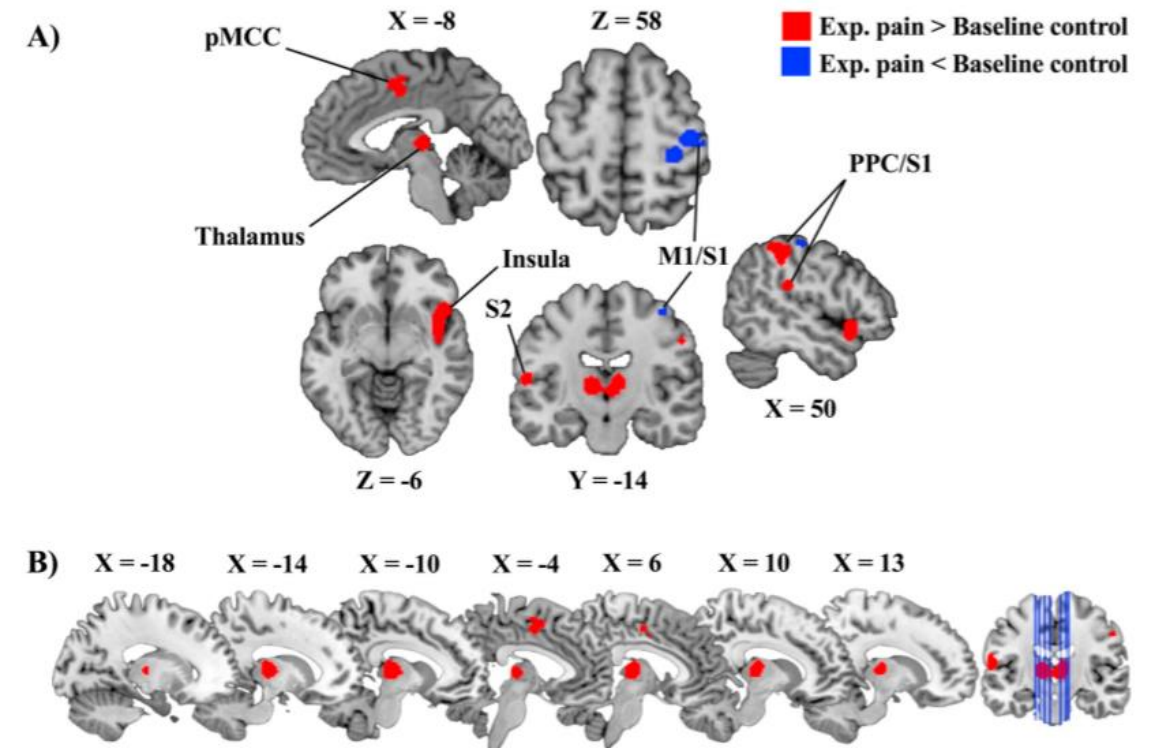 A)
X = -8
Z = 58
Exp. pain > Baseline control
Exp. pain < Baseline control
pMCC
Thalamus
PPC/S1
M1/S1
Insula
S2
X = 50
Z = -6
Y = -14
B)
X = -18
X = -14
X = -10
X = -4
X = 6
X = 10
X = 13